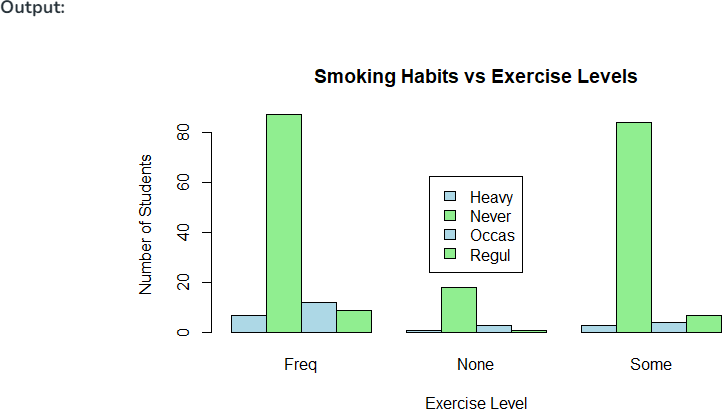 Output:
Smoking Habits vs Exercise Levels
Number of Students
80
60
40
20
0
Heavy
Never
Occas
Regul
Freq None Some
Exercise Level